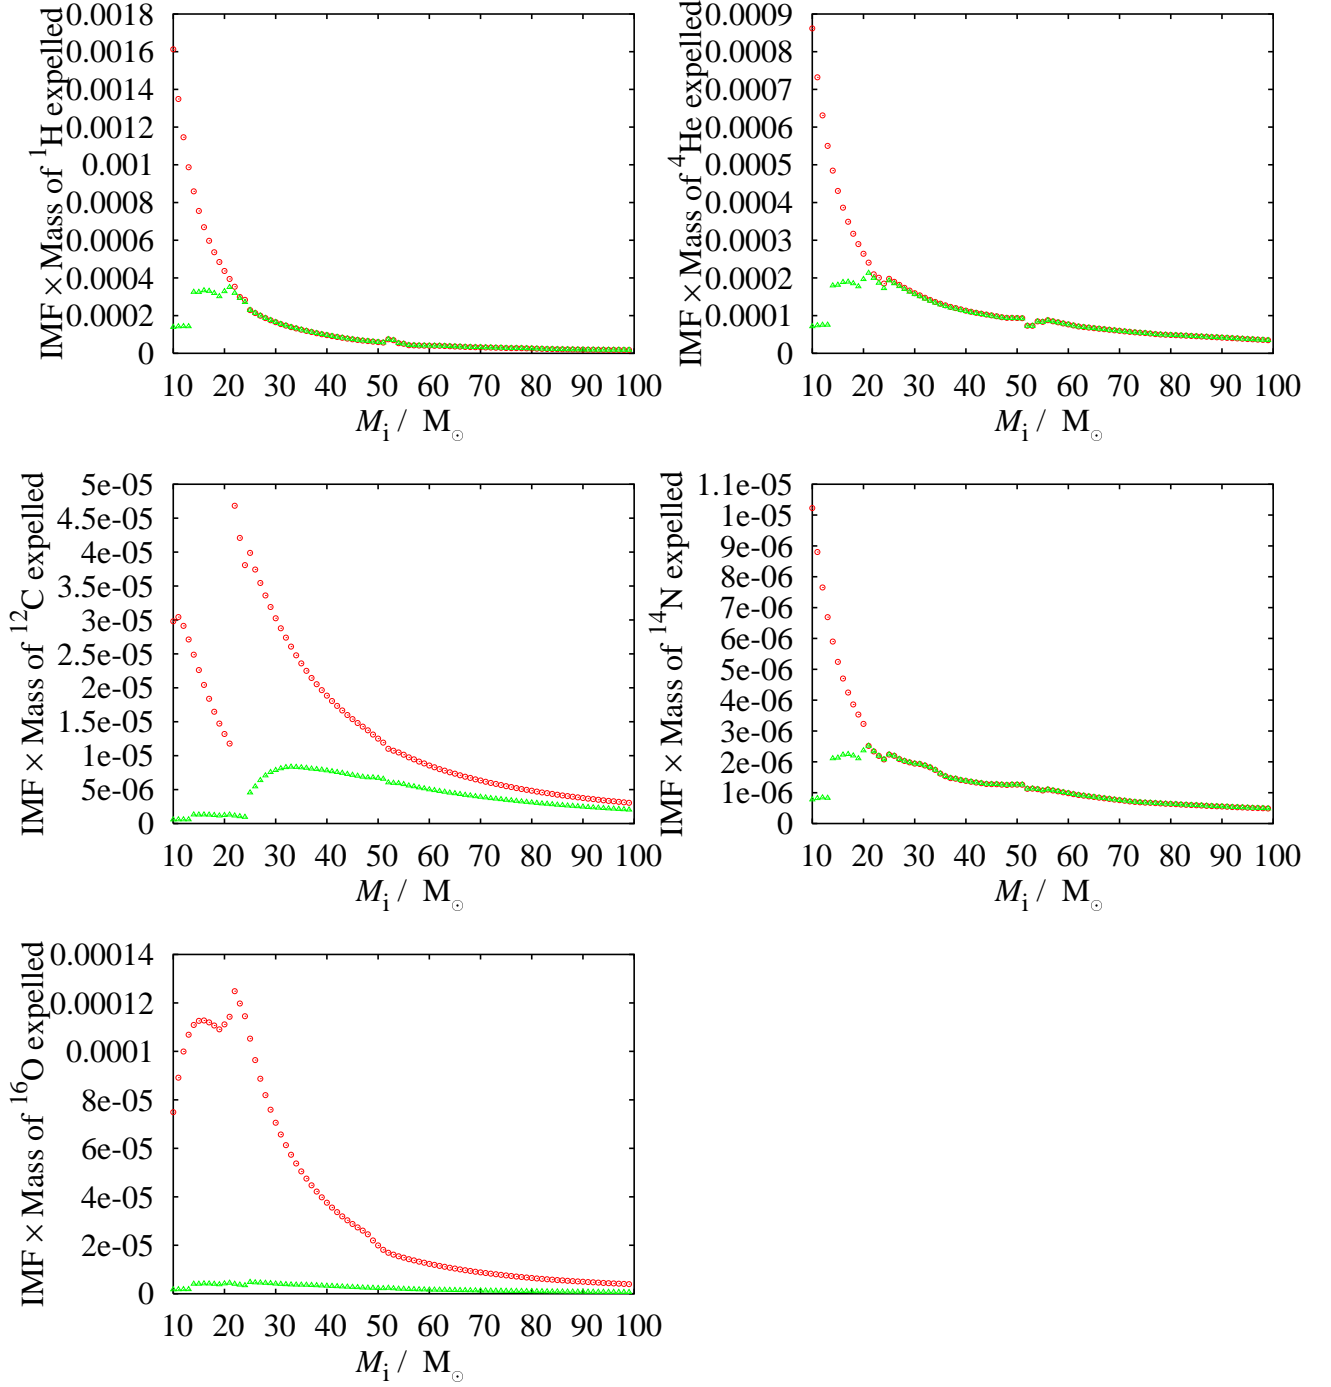 IMF × Mass of ¹H expelled
0.0018
0.0016
0.0014
0.0012
0.001
0.0008
0.0006
0.0004
0.0002
0
10 20 30 40 50 60 70 80 90 100
Mᵢ / M☉
IMF × Mass of ⁴He expelled
0.0009
0.0008
0.0007
0.0006
0.0005
0.0004
0.0003
0.0002
0.0001
0
10 20 30 40 50 60 70 80 90 100
Mᵢ / M☉
IMF × Mass of ¹²C expelled
5e-05
4.5e-05
4e-05
3.5e-05
3e-05
2.5e-05
2e-05
1.5e-05
1e-05
5e-06
0
10 20 30 40 50 60 70 80 90 100
Mᵢ / M☉
IMF × Mass of ¹⁴N expelled
1.1e-05
1e-05
9e-06
8e-06
7e-06
6e-06
5e-06
4e-06
3e-06
2e-06
1e-06
0
10 20 30 40 50 60 70 80 90 100
Mᵢ / M☉
IMF × Mass of ¹⁶O expelled
0.00014
0.00012
0.0001
8e-05
6e-05
4e-05
2e-05
0
10 20 30 40 50 60 70 80 90 100
Mᵢ / M☉